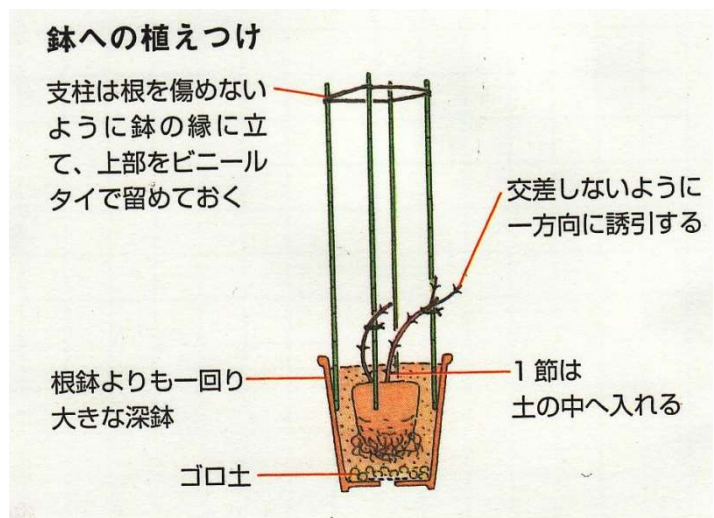 鉢への植えつけ
支柱は根を傷めない
ように鉢の縁に立
て、上部をビニール
タイで留めておく
交差しないように
一方向に誘引する
根鉢よりも一回り
大きな深鉢
1節は
土の中へ入れる
ゴロ土